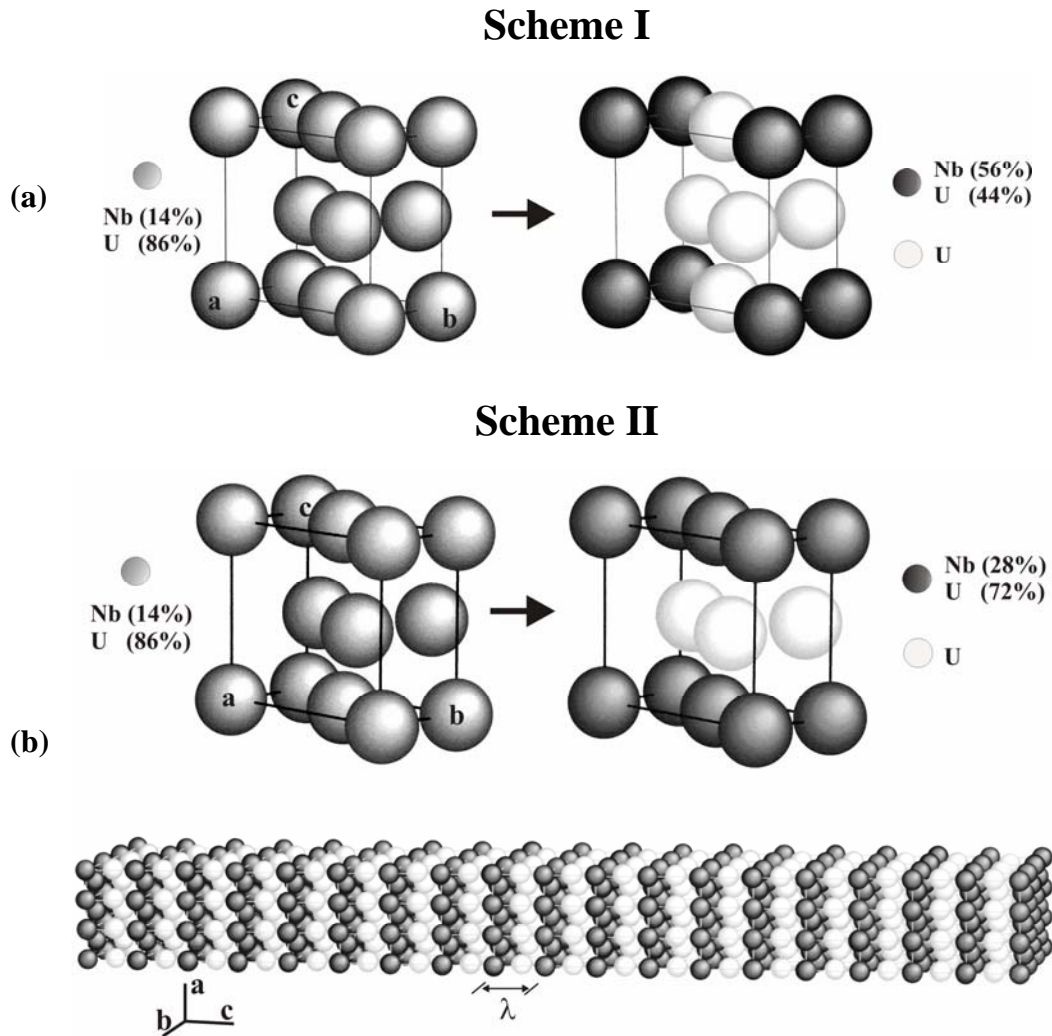 Scheme I
(a)
c
a
b
Nb (14%)
U (86%)
Nb (56%)
U (44%)
U
Scheme II
(b)
c
a
b
Nb (14%)
U (86%)
Nb (28%)
U (72%)
U
a
b
c
λ